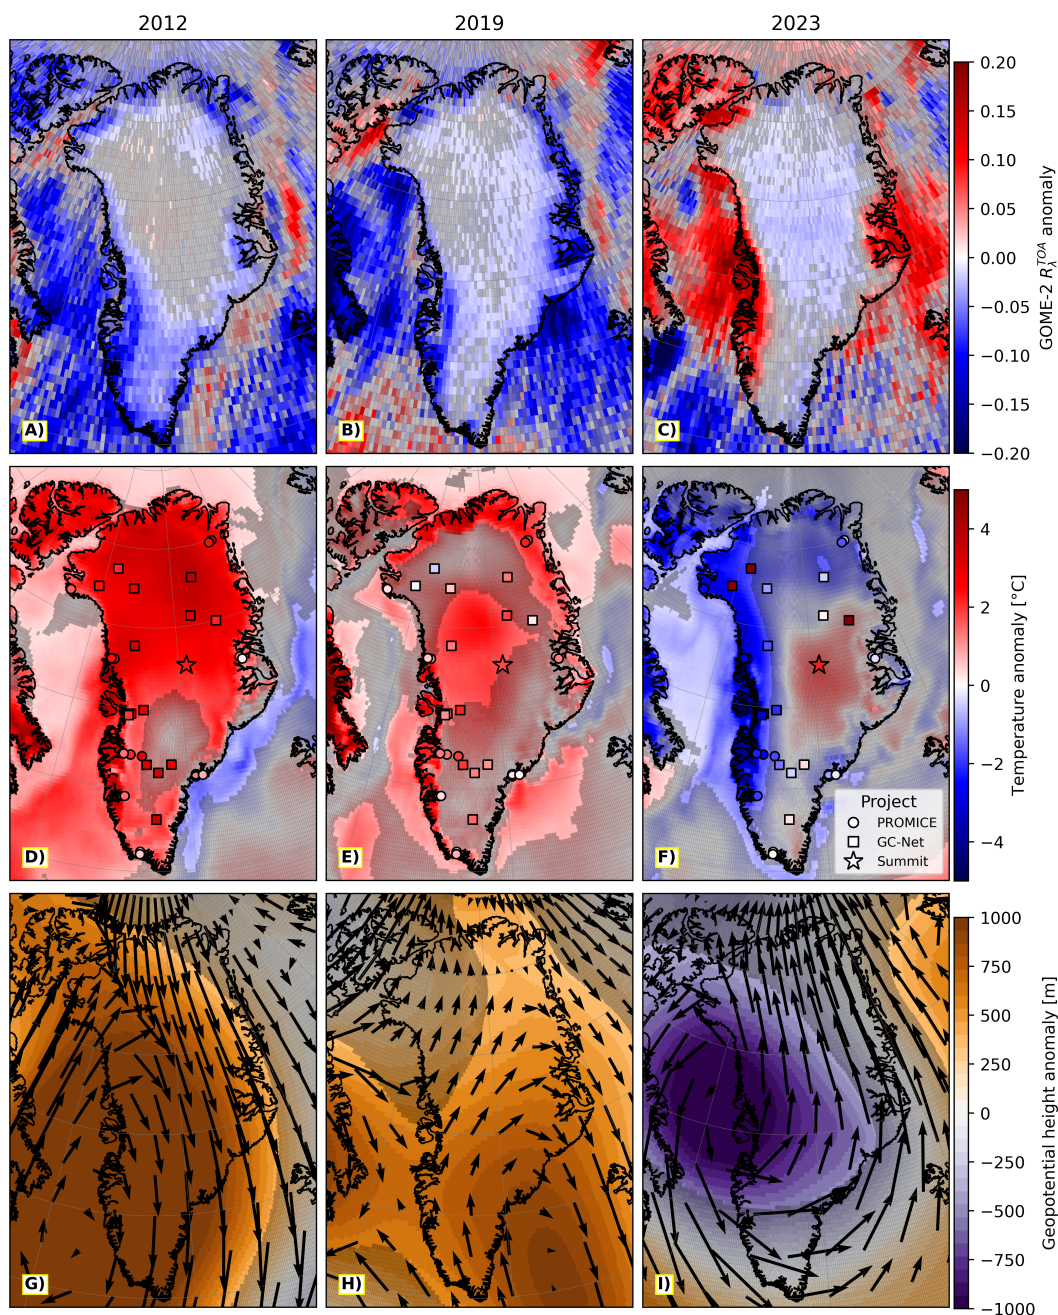 2012 2019 2023
A) B) C)
0.20
0.15
0.10
0.05
0.00
−0.05
−0.10
−0.15
−0.20
GOME-2 R_λ^TOA anomaly
D) E) F)
Project
PROMICE
GC-Net
Summit
4
2
0
−2
−4
Temperature anomaly [°C]
G) H) I)
1000
750
500
250
0
−250
−500
−750
−1000
Geopotential height anomaly [m]